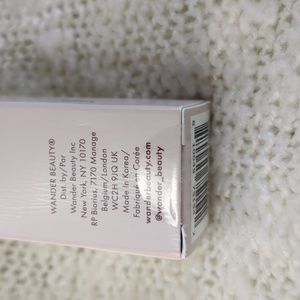 WANDER BEAUTY®
Dist. by/Par
Wander Beauty Inc
New York, NY 10170
RP Biarius, 7170 Manage
Belgium/London
WC2H 9JQ UK
Made in Korea/
Fabriqué en Corée
wanderbeauty.com
@wander_beauty